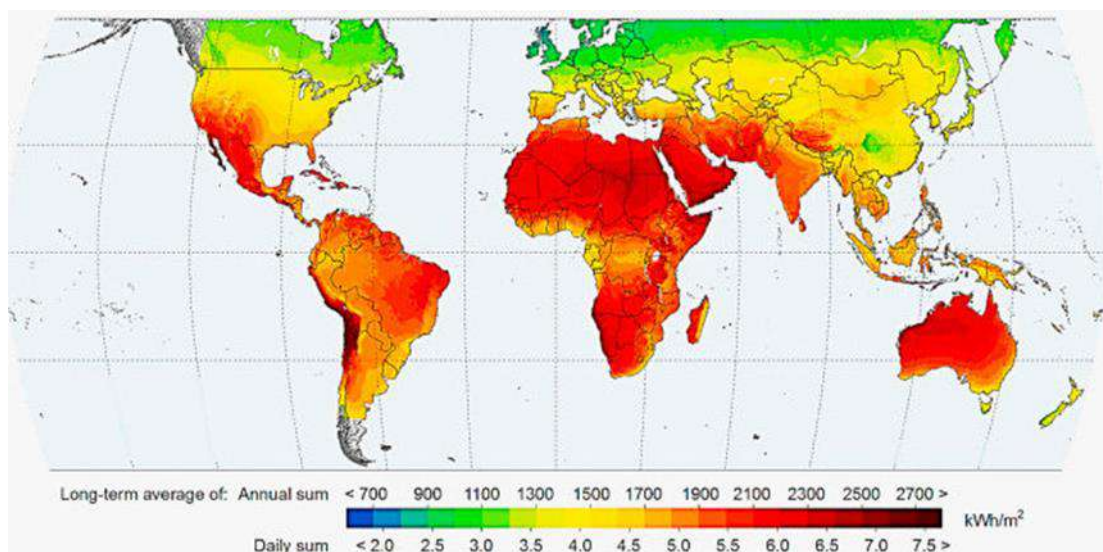 Long-term average of: Annual sum < 700 900 1100 1300 1500 1700 1900 2100 2300 2500 2700 >
kWh/m²
Daily sum < 2.0 2.5 3.0 3.5 4.0 4.5 5.0 5.5 6.0 6.5 7.0 7.5 >